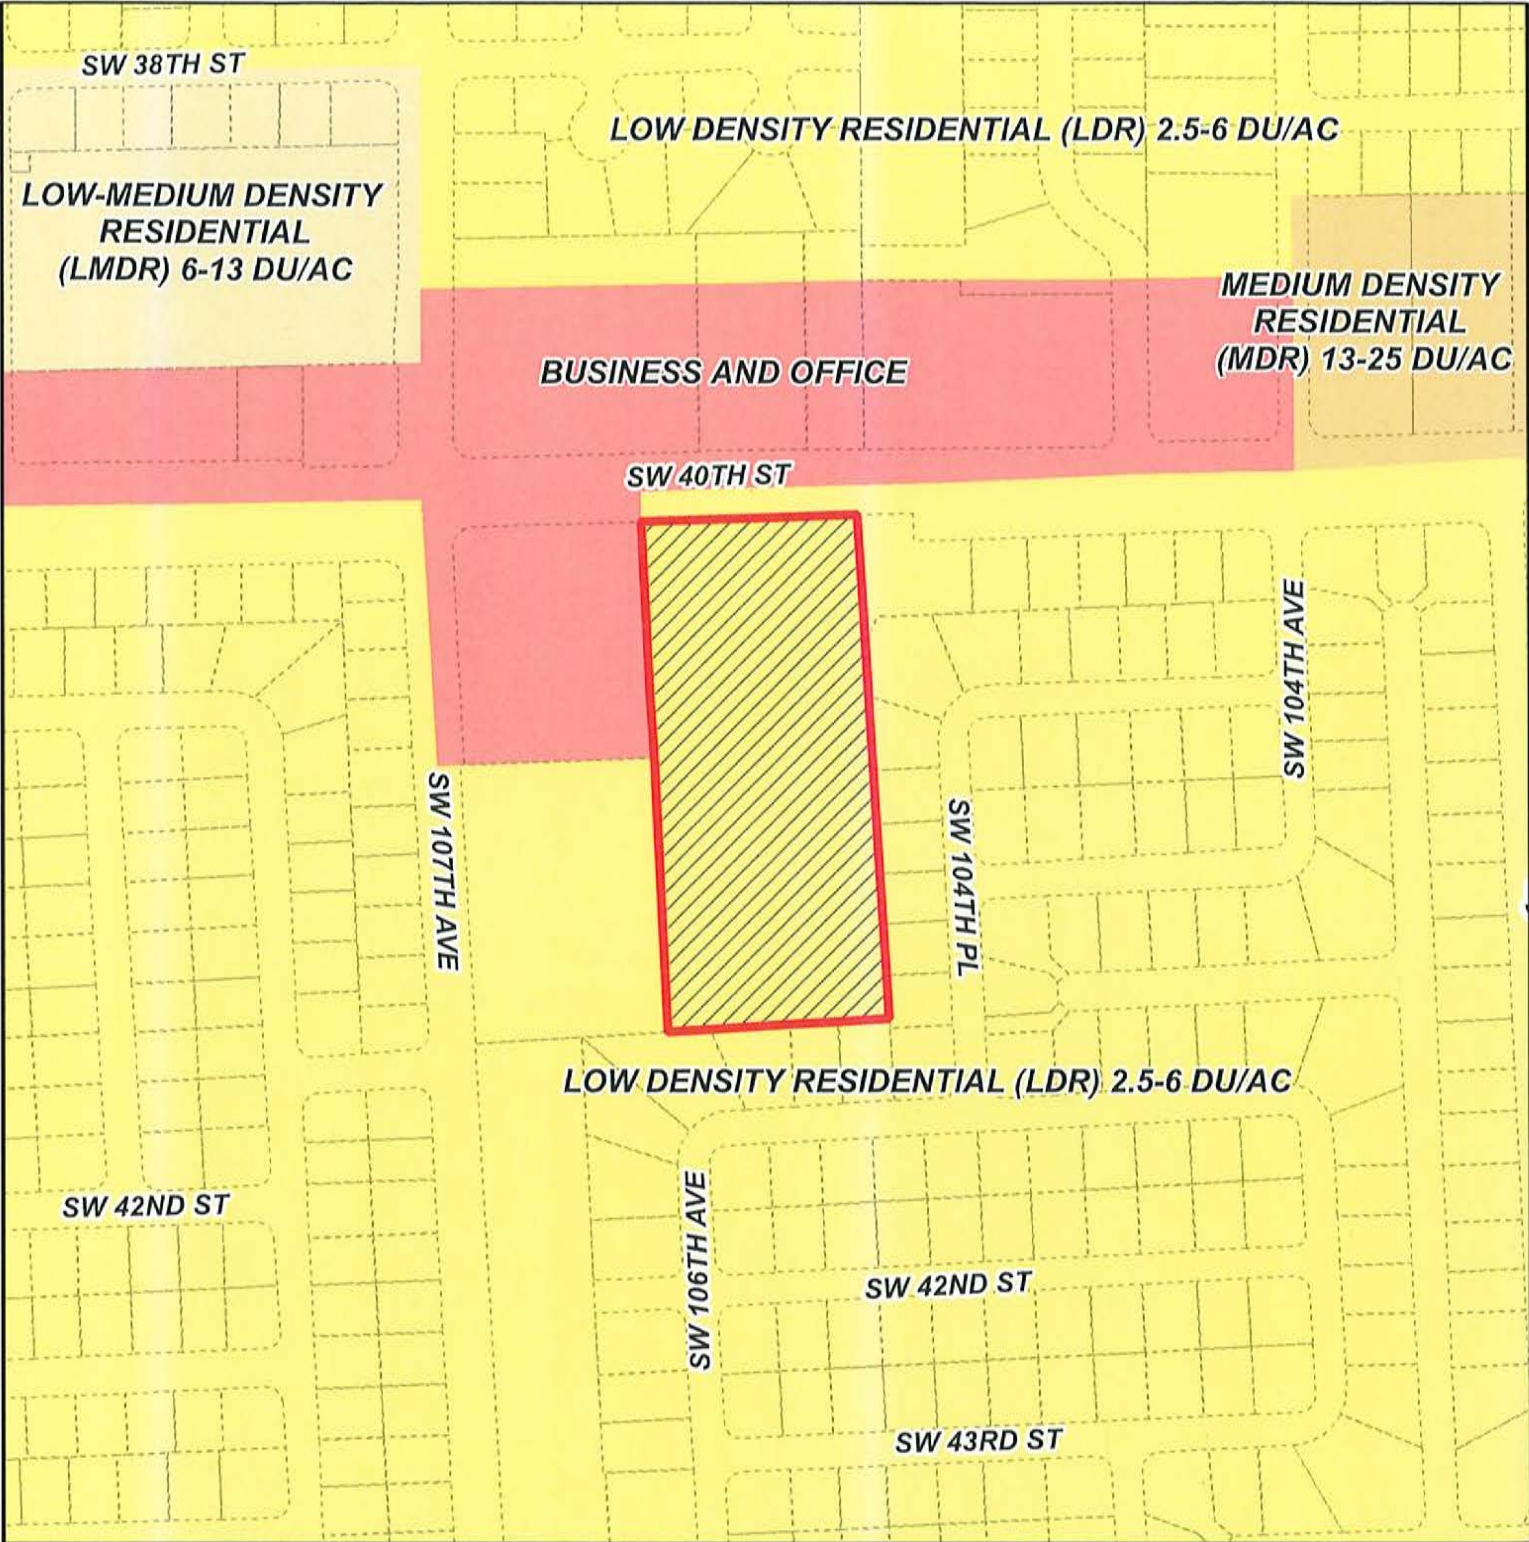 SW 38TH ST
LOW DENSITY RESIDENTIAL (LDR) 2.5-6 DU/AC
LOW-MEDIUM DENSITY
RESIDENTIAL
(LMDR) 6-13 DU/AC
MEDIUM DENSITY
RESIDENTIAL
(MDR) 13-25 DU/AC
BUSINESS AND OFFICE
SW 40TH ST
SW 104TH AVE
SW 107TH AVE
SW 104TH PL
LOW DENSITY RESIDENTIAL (LDR) 2.5-6 DU/AC
SW 42ND ST
SW 106TH AVE
SW 42ND ST
SW 43RD ST